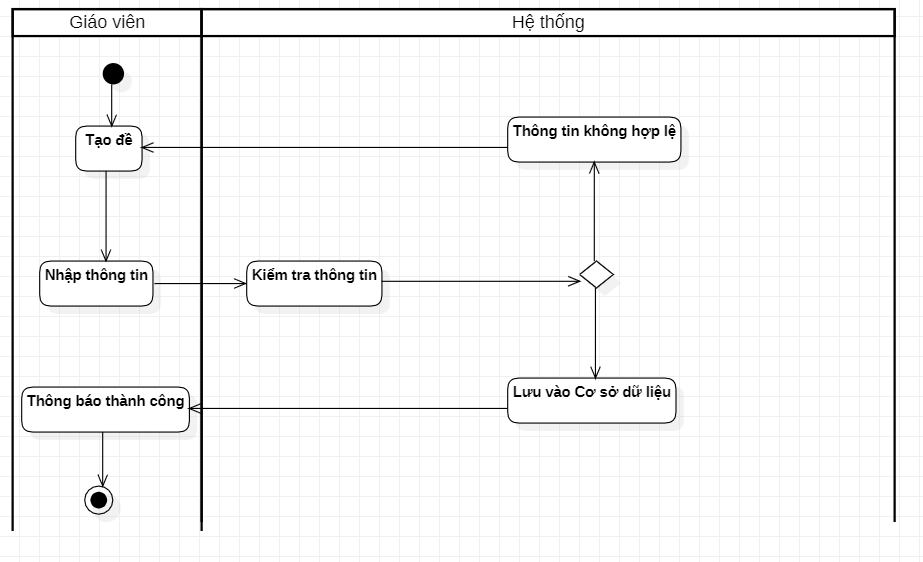 Giáo viên
Hệ thống
Tạo đề
Thông tin không hợp lệ
Nhập thông tin
Kiểm tra thông tin
Thông báo thành công
Lưu vào Cơ sở dữ liệu